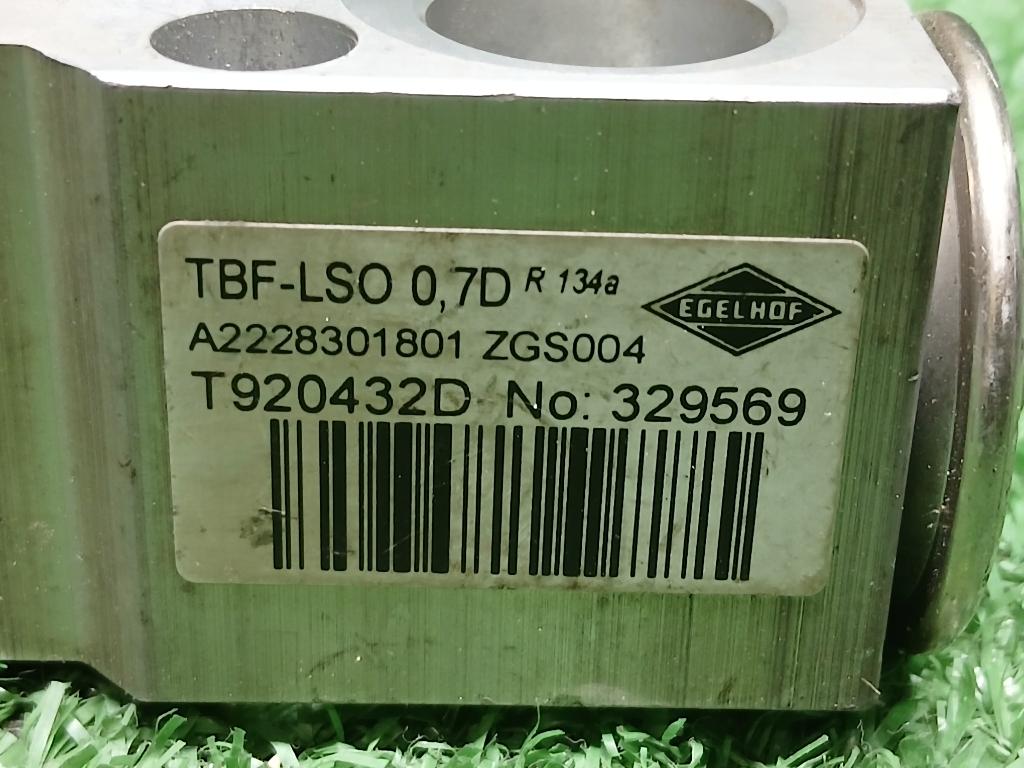 TBF-LSO 0,7D R 134a
EGELHOF
A2228301801 ZGS004
T920432D No: 329569